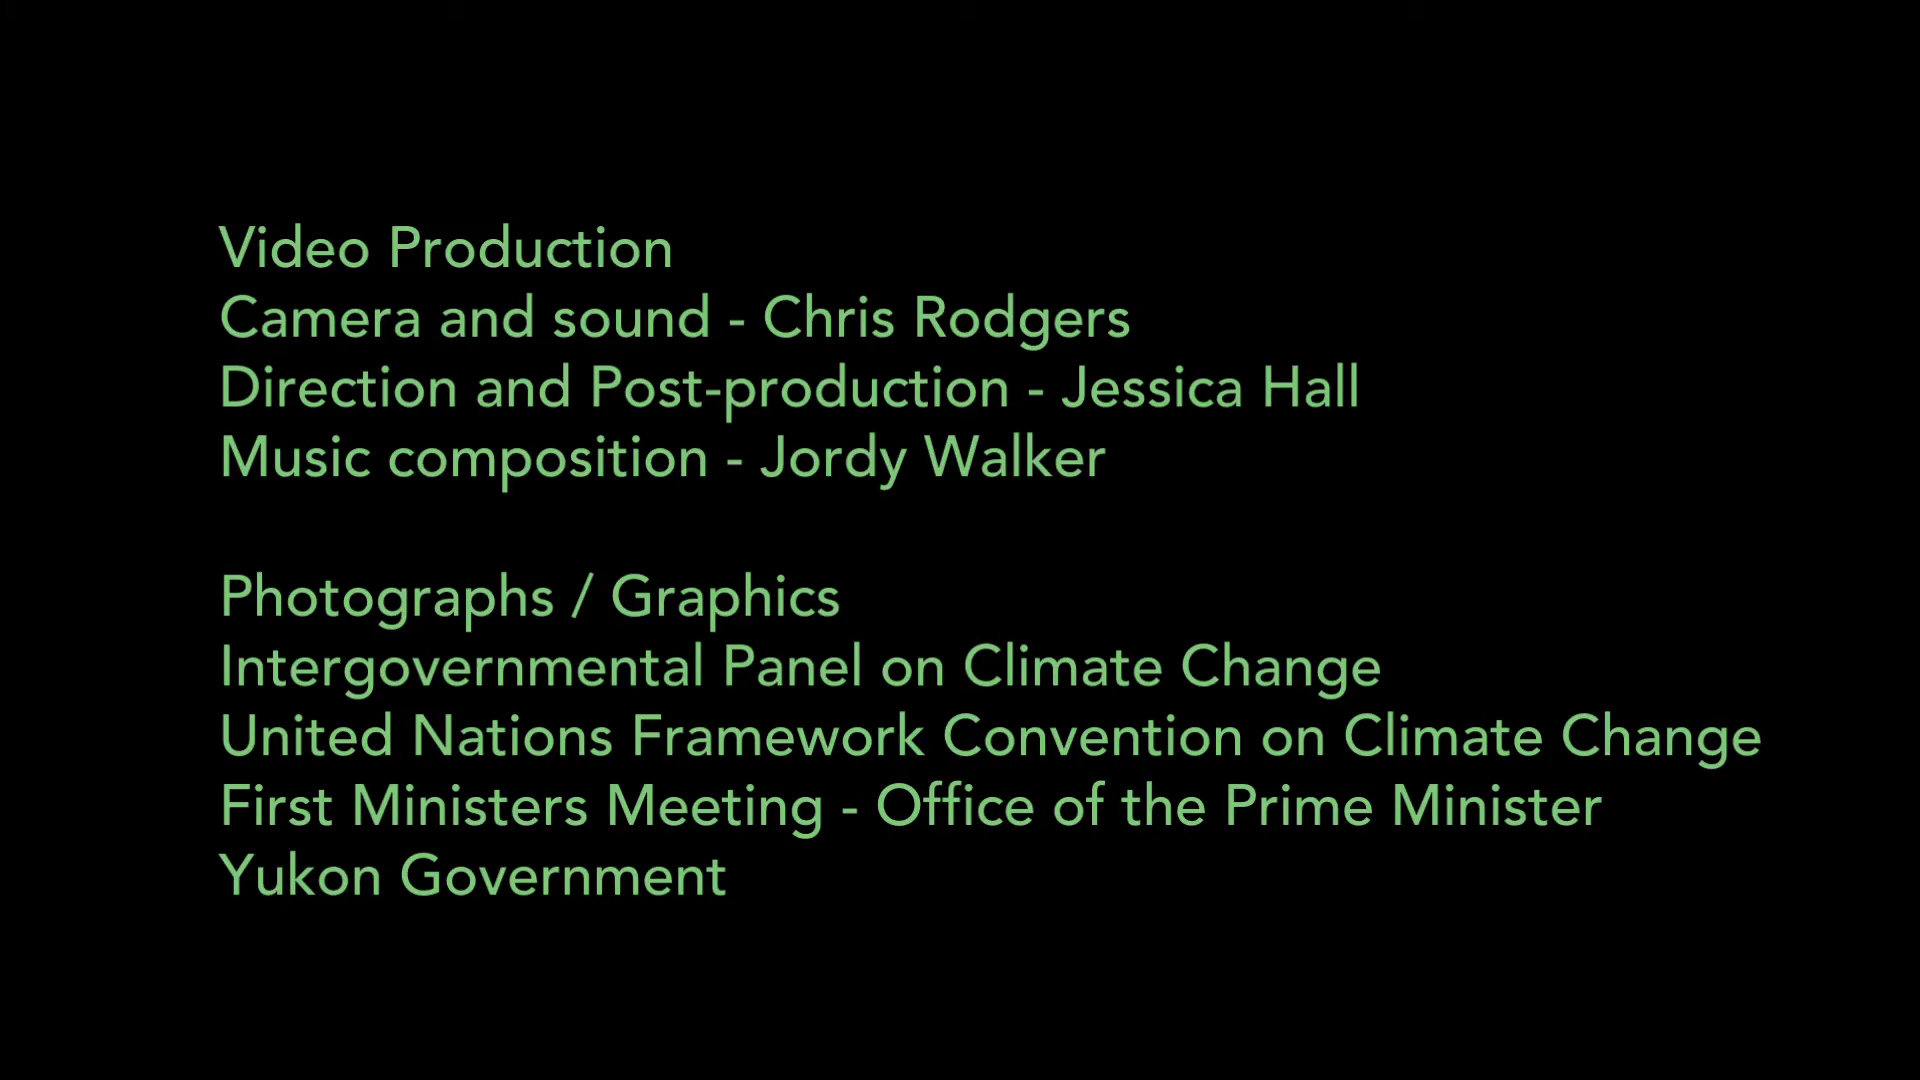 Video Production
Camera and sound - Chris Rodgers
Direction and Post-production - Jessica Hall
Music composition - Jordy Walker
Photographs / Graphics
Intergovernmental Panel on Climate Change
United Nations Framework Convention on Climate Change
First Ministers Meeting - Office of the Prime Minister
Yukon Government